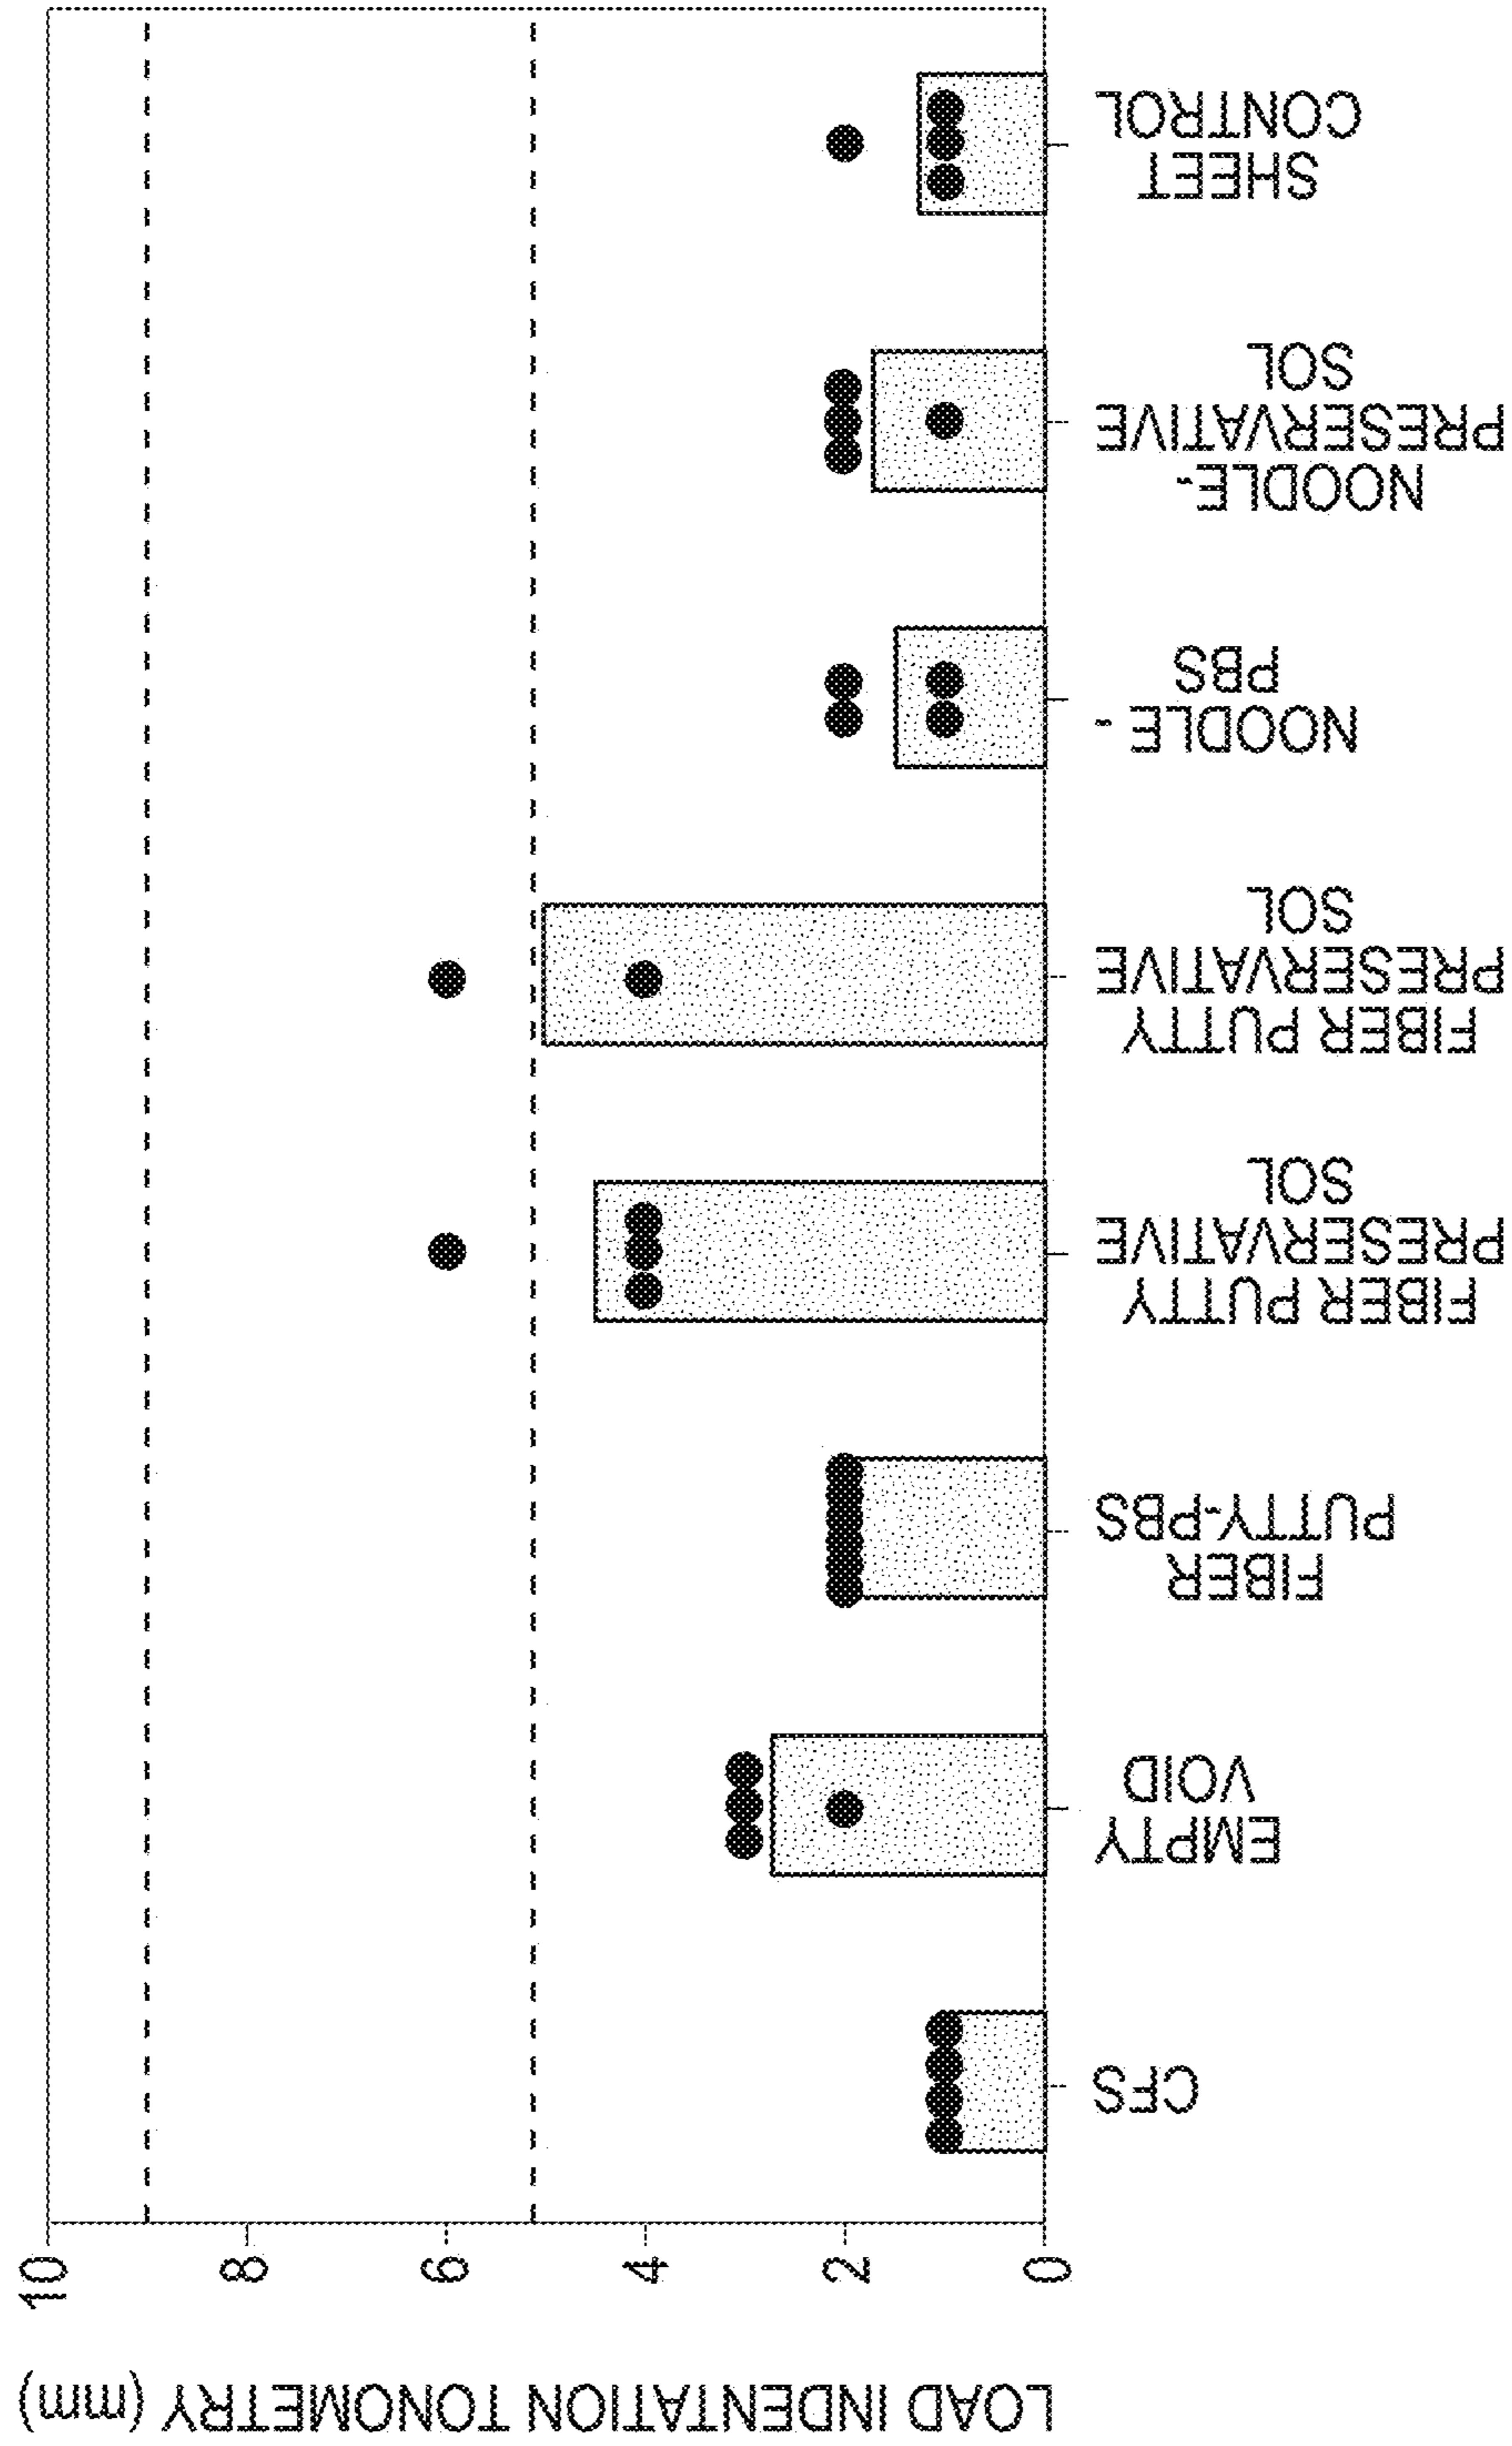 LOAD INDENTATION TONOMETRY (mm)
10
8
6
4
2
0
CFS
EMPTY
VOID
FIBER
PUTTY-PBS
FIBER PUTTY
PRESERVATIVE
SOL
FIBER PUTTY
PRESERVATIVE
SOL
NOODLE -
PBS
NOODLE-
PRESERVATIVE
SOL
SHEET
CONTROL